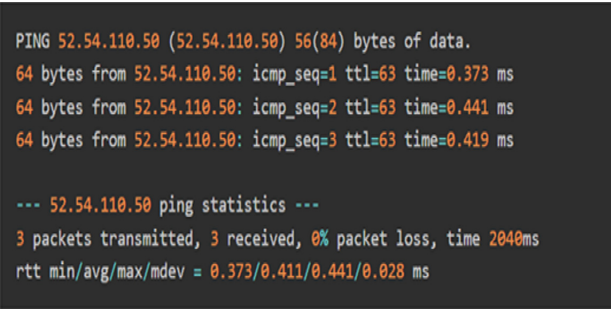 PING 52.54.110.50 (52.54.110.50) 56(84) bytes of data.
64 bytes from 52.54.110.50: icmp_seq=1 ttl=63 time=0.373 ms
64 bytes from 52.54.110.50: icmp_seq=2 ttl=63 time=0.441 ms
64 bytes from 52.54.110.50: icmp_seq=3 ttl=63 time=0.419 ms
--- 52.54.110.50 ping statistics ---
3 packets transmitted, 3 received, 0% packet loss, time 2040ms
rtt min/avg/max/mdev = 0.373/0.411/0.441/0.028 ms